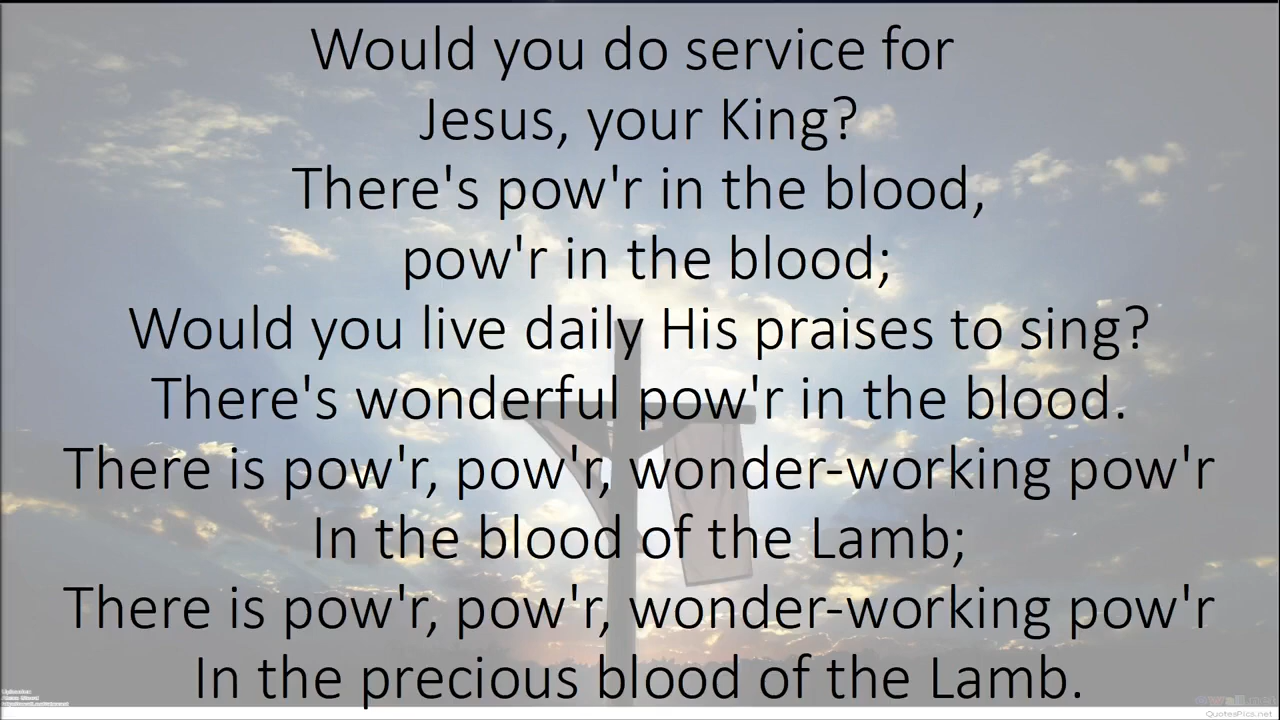 Would you do service for
Jesus, your King?
There's pow'r in the blood,
pow'r in the blood;
Would you live daily His praises to sing?
There's wonderful pow'r in the blood.
There is pow'r, pow'r, wonder-working pow'r
In the blood of the Lamb;
There is pow'r, pow'r, wonder-working pow'r
In the precious blood of the Lamb.
QuotesPics.net